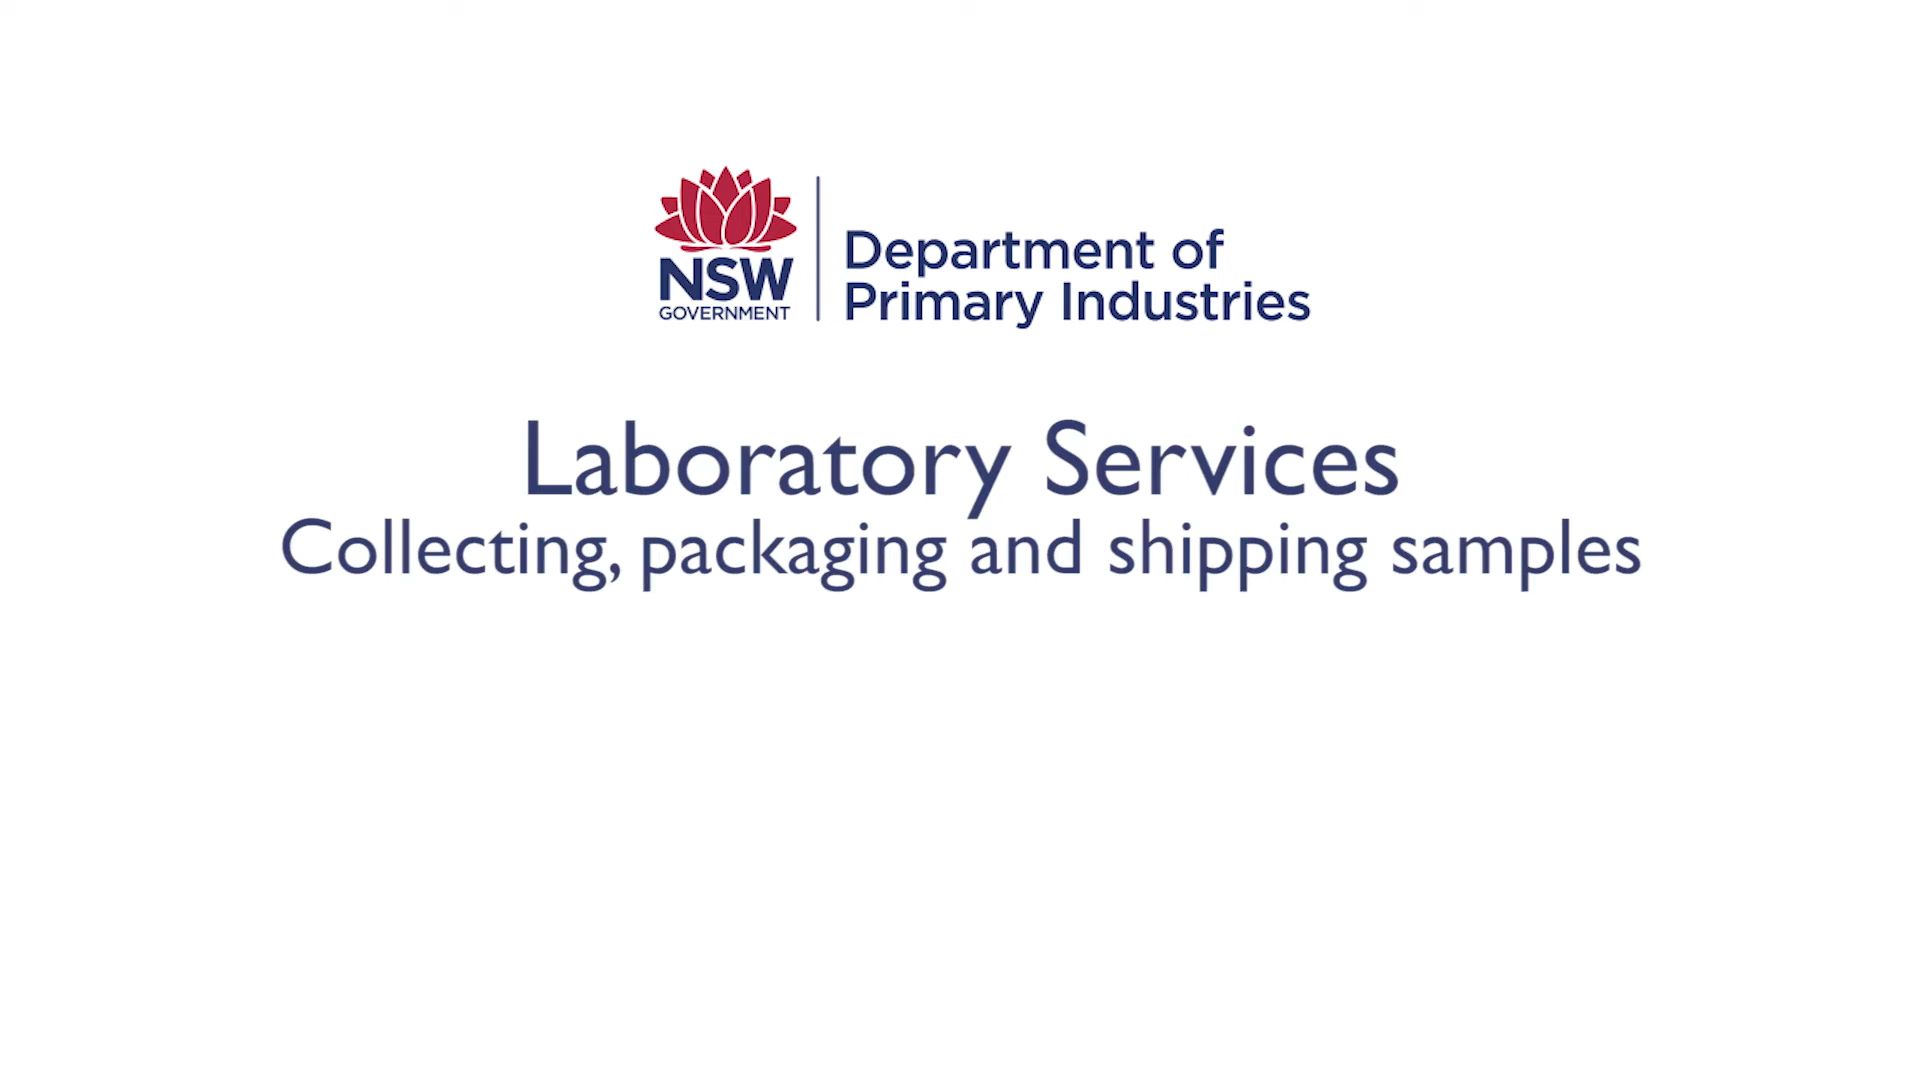 NSW
GOVERNMENT
Department of
Primary Industries
Laboratory Services
Collecting, packaging and shipping samples